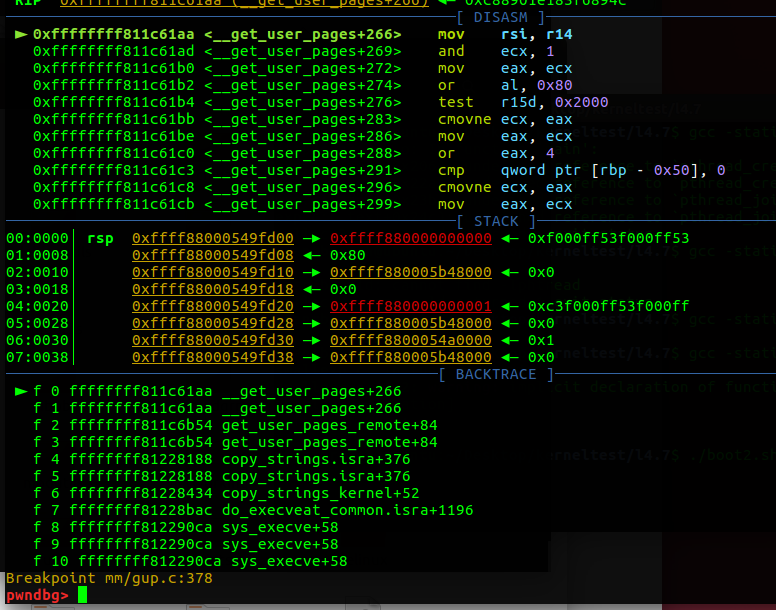 RIP 0xffffffff811c61aa (__get_user_pages+266) ◂— 0xc88901e183f6894c
[ DISASM ]
► 0xffffffff811c61aa <__get_user_pages+266> mov rsi, r14
0xffffffff811c61ad <__get_user_pages+269> and ecx, 1
0xffffffff811c61b0 <__get_user_pages+272> mov eax, ecx
0xffffffff811c61b2 <__get_user_pages+274> or al, 0x80
0xffffffff811c61b4 <__get_user_pages+276> test r15d, 0x2000
0xffffffff811c61bb <__get_user_pages+283> cmovne ecx, eax
0xffffffff811c61be <__get_user_pages+286> mov eax, ecx
0xffffffff811c61c0 <__get_user_pages+288> or eax, 4
0xffffffff811c61c3 <__get_user_pages+291> cmp qword ptr [rbp - 0x50], 0
0xffffffff811c61c8 <__get_user_pages+296> cmovne ecx, eax
0xffffffff811c61cb <__get_user_pages+299> mov eax, ecx
[ STACK ]
00:0000│ rsp 0xffff88000549fd00 —▸ 0xffff880000000000 ◂— 0xf000ff53f000ff53
01:0008│ 0xffff88000549fd08 ◂— 0x80
02:0010│ 0xffff88000549fd10 —▸ 0xffff880005b48000 ◂— 0x0
03:0018│ 0xffff88000549fd18 ◂— 0x0
04:0020│ 0xffff88000549fd20 —▸ 0xffff880000000001 ◂— 0xc3f000ff53f000ff
05:0028│ 0xffff88000549fd28 —▸ 0xffff880005b48000 ◂— 0x0
06:0030│ 0xffff88000549fd30 —▸ 0xffff8800054a0000 ◂— 0x1
07:0038│ 0xffff88000549fd38 —▸ 0xffff880005b48000 ◂— 0x0
[ BACKTRACE ]
► f 0 ffffffff811c61aa __get_user_pages+266
f 1 ffffffff811c61aa __get_user_pages+266
f 2 ffffffff811c6b54 get_user_pages_remote+84
f 3 ffffffff811c6b54 get_user_pages_remote+84
f 4 ffffffff81228188 copy_strings.isra+376
f 5 ffffffff81228188 copy_strings.isra+376
f 6 ffffffff81228434 copy_strings_kernel+52
f 7 ffffffff81228bac do_execveat_common.isra+1196
f 8 ffffffff812290ca sys_execve+58
f 9 ffffffff812290ca sys_execve+58
f 10 ffffffff812290ca sys_execve+58
Breakpoint mm/gup.c:378
pwndbg>